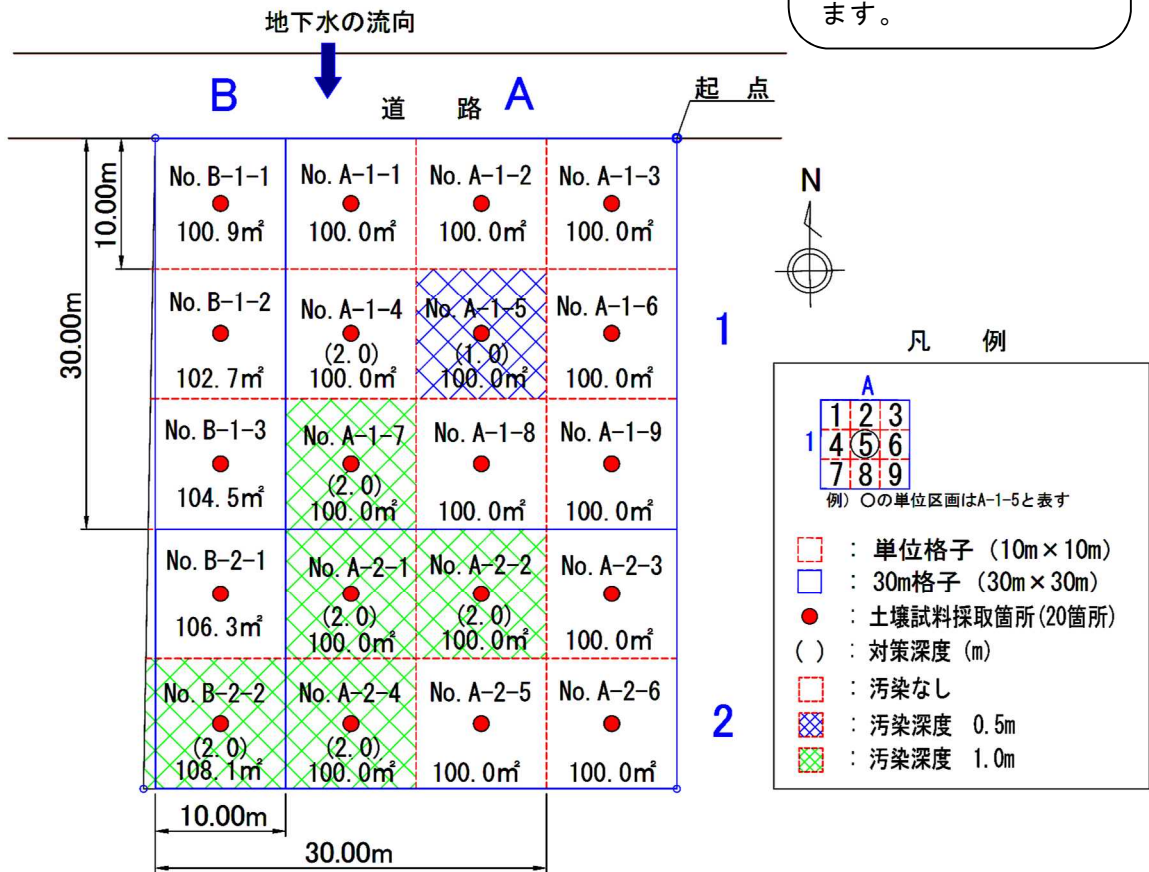 ます。
地下水の流向
B
道 路
A
起 点
No. B-1-1
No. A-1-1
No. A-1-2
No. A-1-3
100.9㎡
100.0㎡
100.0㎡
100.0㎡
10.00m
N
No. B-1-2
No. A-1-4
No. A-1-5
No. A-1-6
(2.0)
(1.0)
102.7㎡
100.0㎡
100.0㎡
100.0㎡
30.00m
1
No. B-1-3
No. A-1-7
No. A-1-8
No. A-1-9
(2.0)
104.5㎡
100.0㎡
100.0㎡
100.0㎡
No. B-2-1
No. A-2-1
No. A-2-2
No. A-2-3
(2.0)
(2.0)
106.3㎡
100.0㎡
100.0㎡
100.0㎡
No. B-2-2
No. A-2-4
No. A-2-5
No. A-2-6
(2.0)
(2.0)
108.1㎡
100.0㎡
100.0㎡
100.0㎡
2
10.00m
30.00m
凡 例
A
1 2 3
1 4 5 6
7 8 9
例) 〇の単位区画はA-1-5と表す
: 単位格子 (10m×10m)
: 30m格子 (30m×30m)
: 土壌試料採取箇所(20箇所)
( ) : 対策深度 (m)
: 汚染なし
: 汚染深度 0.5m
: 汚染深度 1.0m